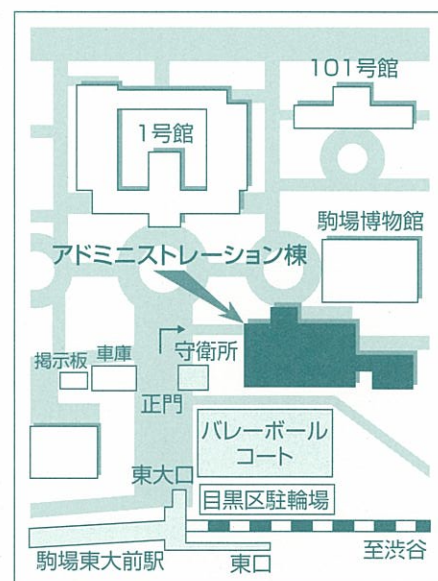 101号館
1号館
駒場博物館
アドミニストレーション棟
掲示板
車庫
守衛所
正門
バレーボール
コート
東大口
目黒区駐輪場
駒場東大前駅
東口
至渋谷